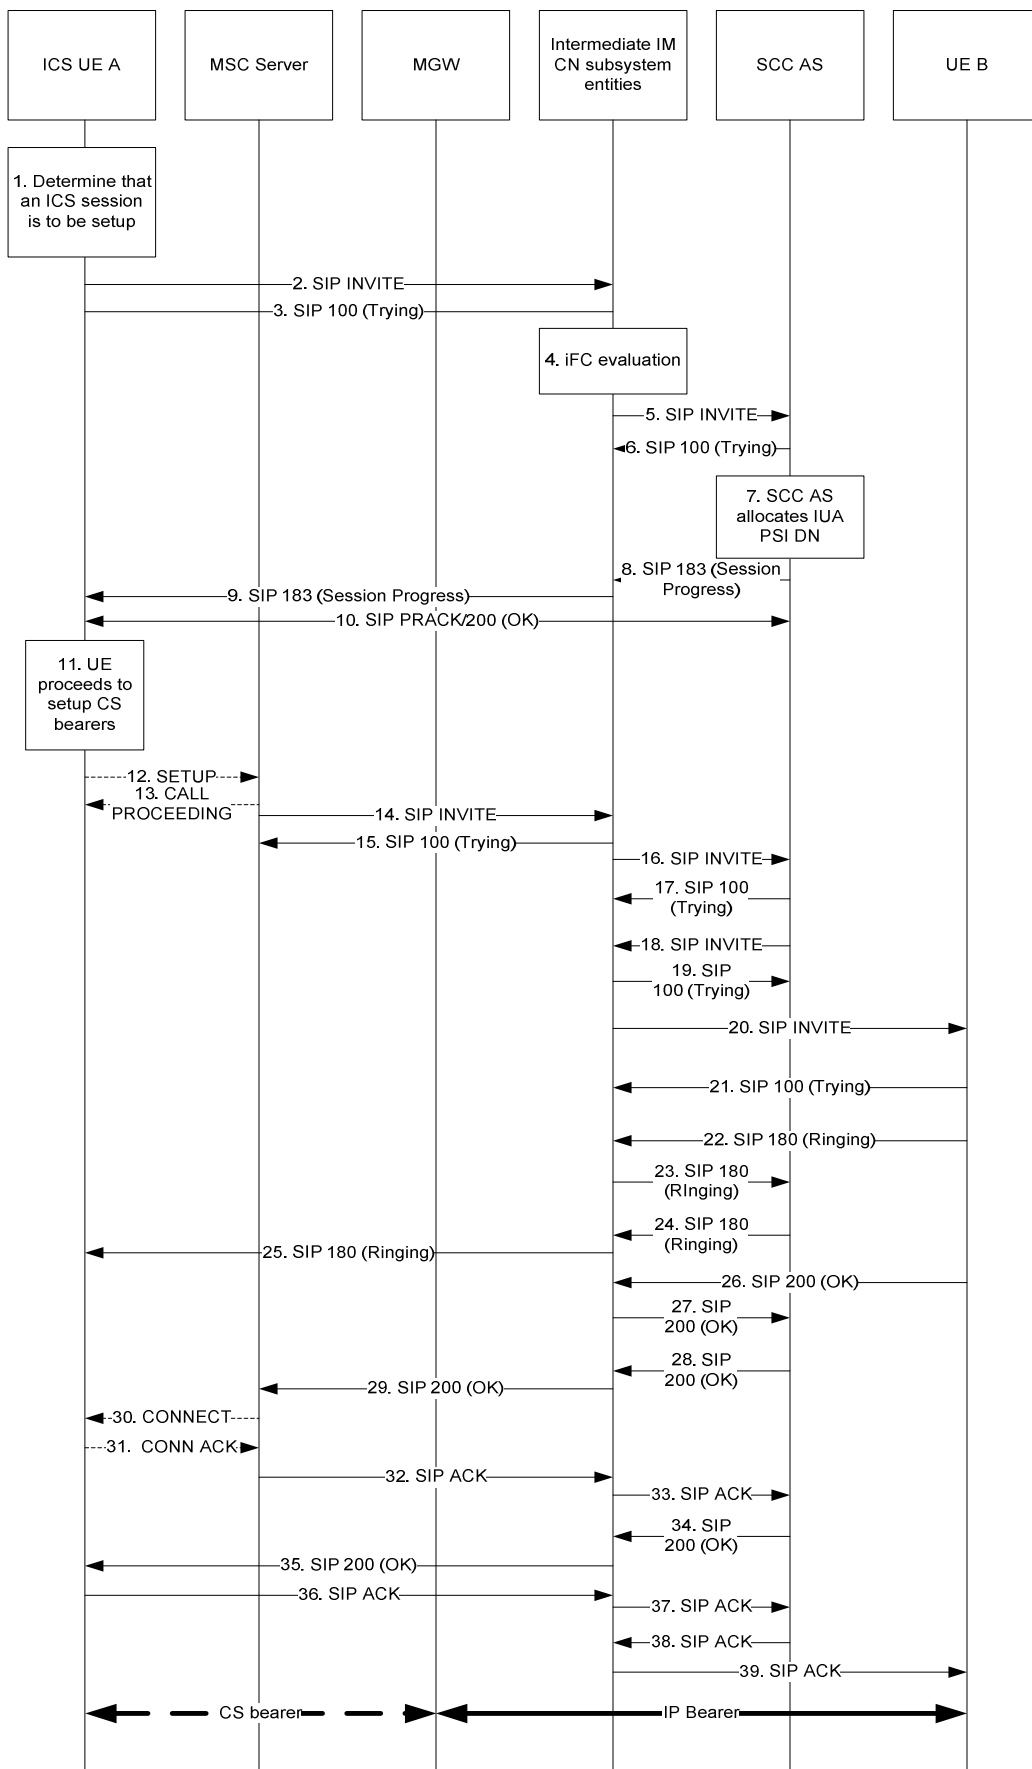 ICS UE A
MSC Server
MGW
Intermediate IM
CN subsystem
entities
SCC AS
UE B
1. Determine that
an ICS session
is to be setup
2. SIP INVITE
3. SIP 100 (Trying)
4. iFC evaluation
5. SIP INVITE
6. SIP 100 (Trying)
7. SCC AS
allocates IUA
PSI DN
8. SIP 183 (Session
Progress)
9. SIP 183 (Session Progress)
10. SIP PRACK/200 (OK)
11. UE
proceeds to
setup CS
bearers
12. SETUP
13. CALL
PROCEEDING
14. SIP INVITE
15. SIP 100 (Trying)
16. SIP INVITE
17. SIP 100
(Trying)
18. SIP INVITE
19. SIP
100 (Trying)
20. SIP INVITE
21. SIP 100 (Trying)
22. SIP 180 (Ringing)
23. SIP 180
(RInging)
24. SIP 180
(Ringing)
25. SIP 180 (Ringing)
26. SIP 200 (OK)
27. SIP
200 (OK)
28. SIP
200 (OK)
29. SIP 200 (OK)
30. CONNECT
31. CONN ACK
32. SIP ACK
33. SIP ACK
34. SIP
200 (OK)
35. SIP 200 (OK)
36. SIP ACK
37. SIP ACK
38. SIP ACK
39. SIP ACK
CS bearer
IP Bearer